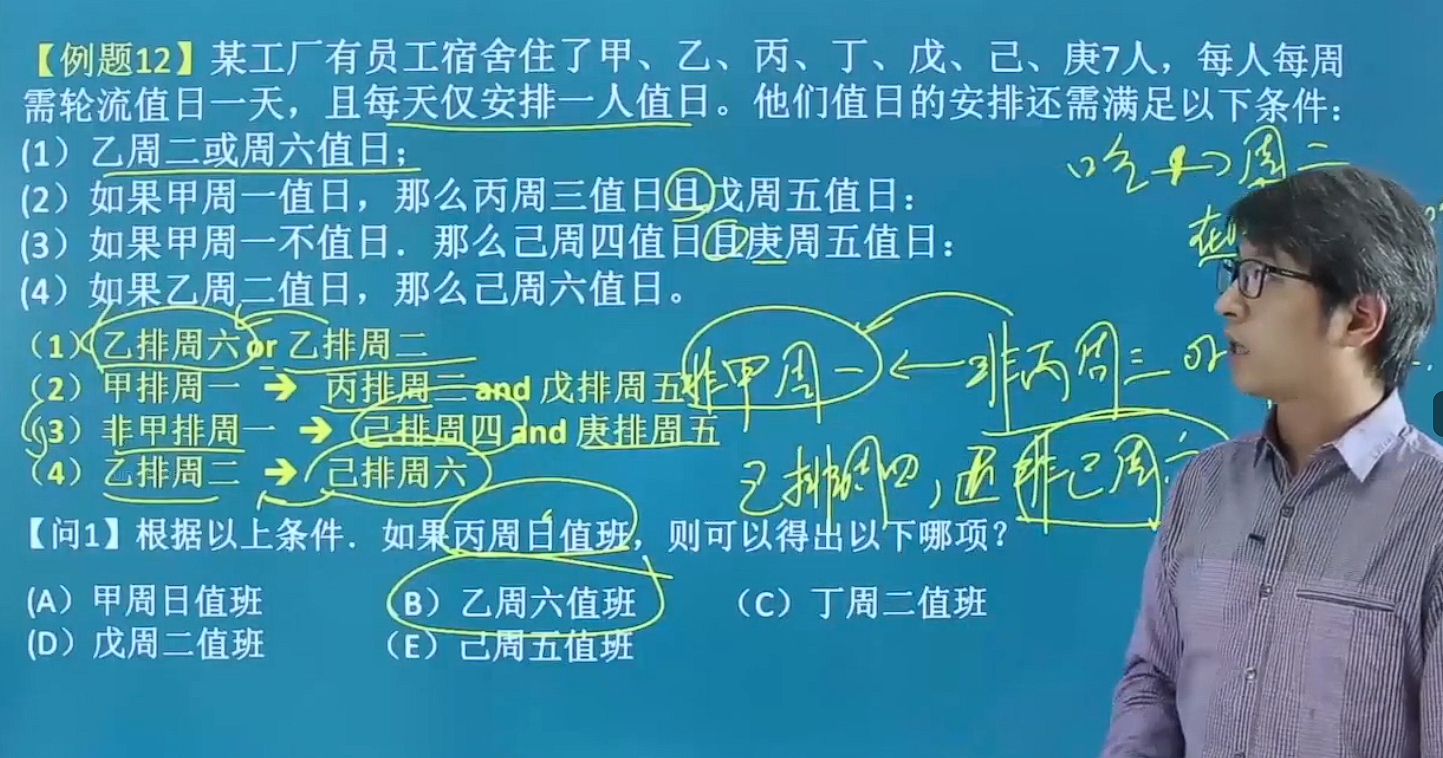 【例题12】某工厂有员工宿舍住了甲、乙、丙、丁、戊、己、庚7人，每人每周
需轮流值日一天，且每天仅安排一人值日。他们值日的安排还需满足以下条件：
(1）乙周二或周六值日；
(2）如果甲周一值日，那么丙周三值日且戊周五值日：
(3）如果甲周一不值日．那么己周四值日且庚周五值日：
(4）如果乙周二值日，那么己周六值日。
（1）乙排周六or 乙排周二
（2）甲排周一 → 丙排周三 and 戊排周五
（3）非甲排周一 → 己排周四 and 庚排周五
（4）乙排周二 → 己排周六
非甲周一 ← 非丙周三 or
己排周四，
非己周六
周二
【问1】根据以上条件．如果丙周日值班，则可以得出以下哪项？
(A）甲周日值班 （B）乙周六值班 （C）丁周二值班
(D）戊周二值班 （E）己周五值班